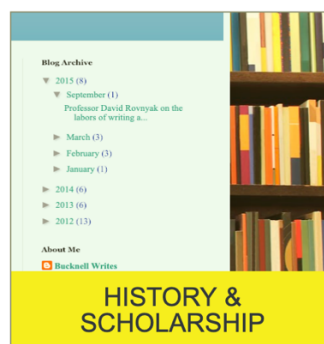 Blog Archive
▼ 2015 (8)
▼ September (1)
Professor David Rovnyak on the
labors of writing a...
► March (3)
► February (3)
► January (1)
► 2014 (6)
► 2013 (6)
► 2012 (13)
About Me
Bucknell Writes
HISTORY &
SCHOLARSHIP